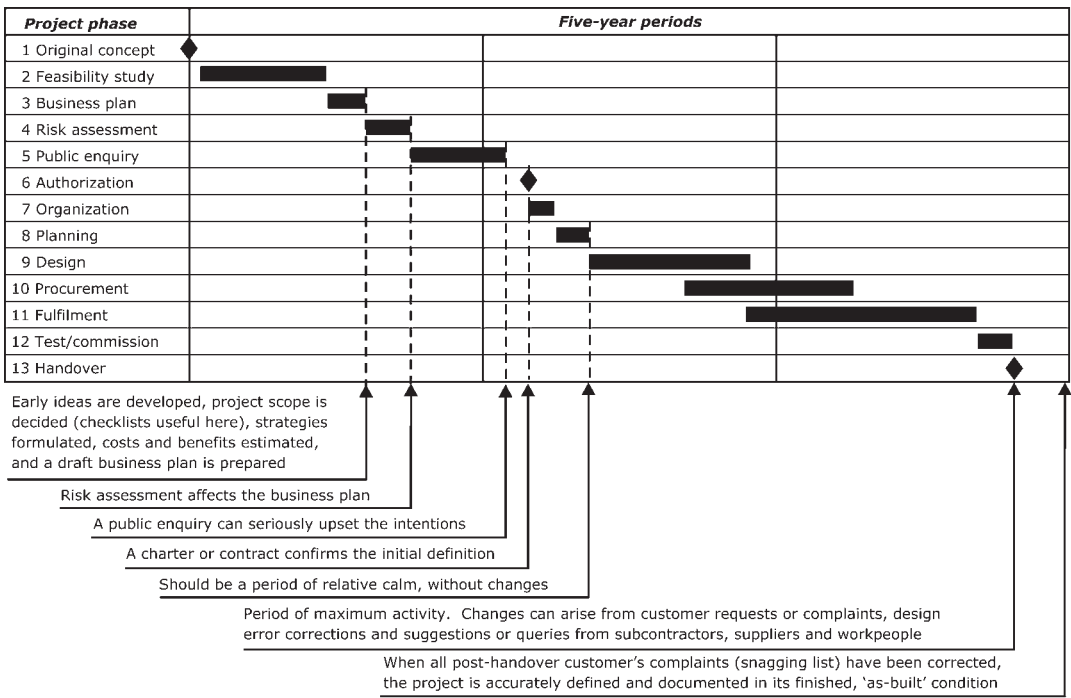 Project phase
Five-year periods
1 Original concept
2 Feasibility study
3 Business plan
4 Risk assessment
5 Public enquiry
6 Authorization
7 Organization
8 Planning
9 Design
10 Procurement
11 Fulfilment
12 Test/commission
13 Handover
Early ideas are developed, project scope is
decided (checklists useful here), strategies
formulated, costs and benefits estimated,
and a draft business plan is prepared
Risk assessment affects the business plan
A public enquiry can seriously upset the intentions
A charter or contract confirms the initial definition
Should be a period of relative calm, without changes
Period of maximum activity.  Changes can arise from customer requests or complaints, design
error corrections and suggestions or queries from subcontractors, suppliers and workpeople
When all post-handover customer’s complaints (snagging list) have been corrected,
the project is accurately defined and documented in its finished, ‘as-built’ condition